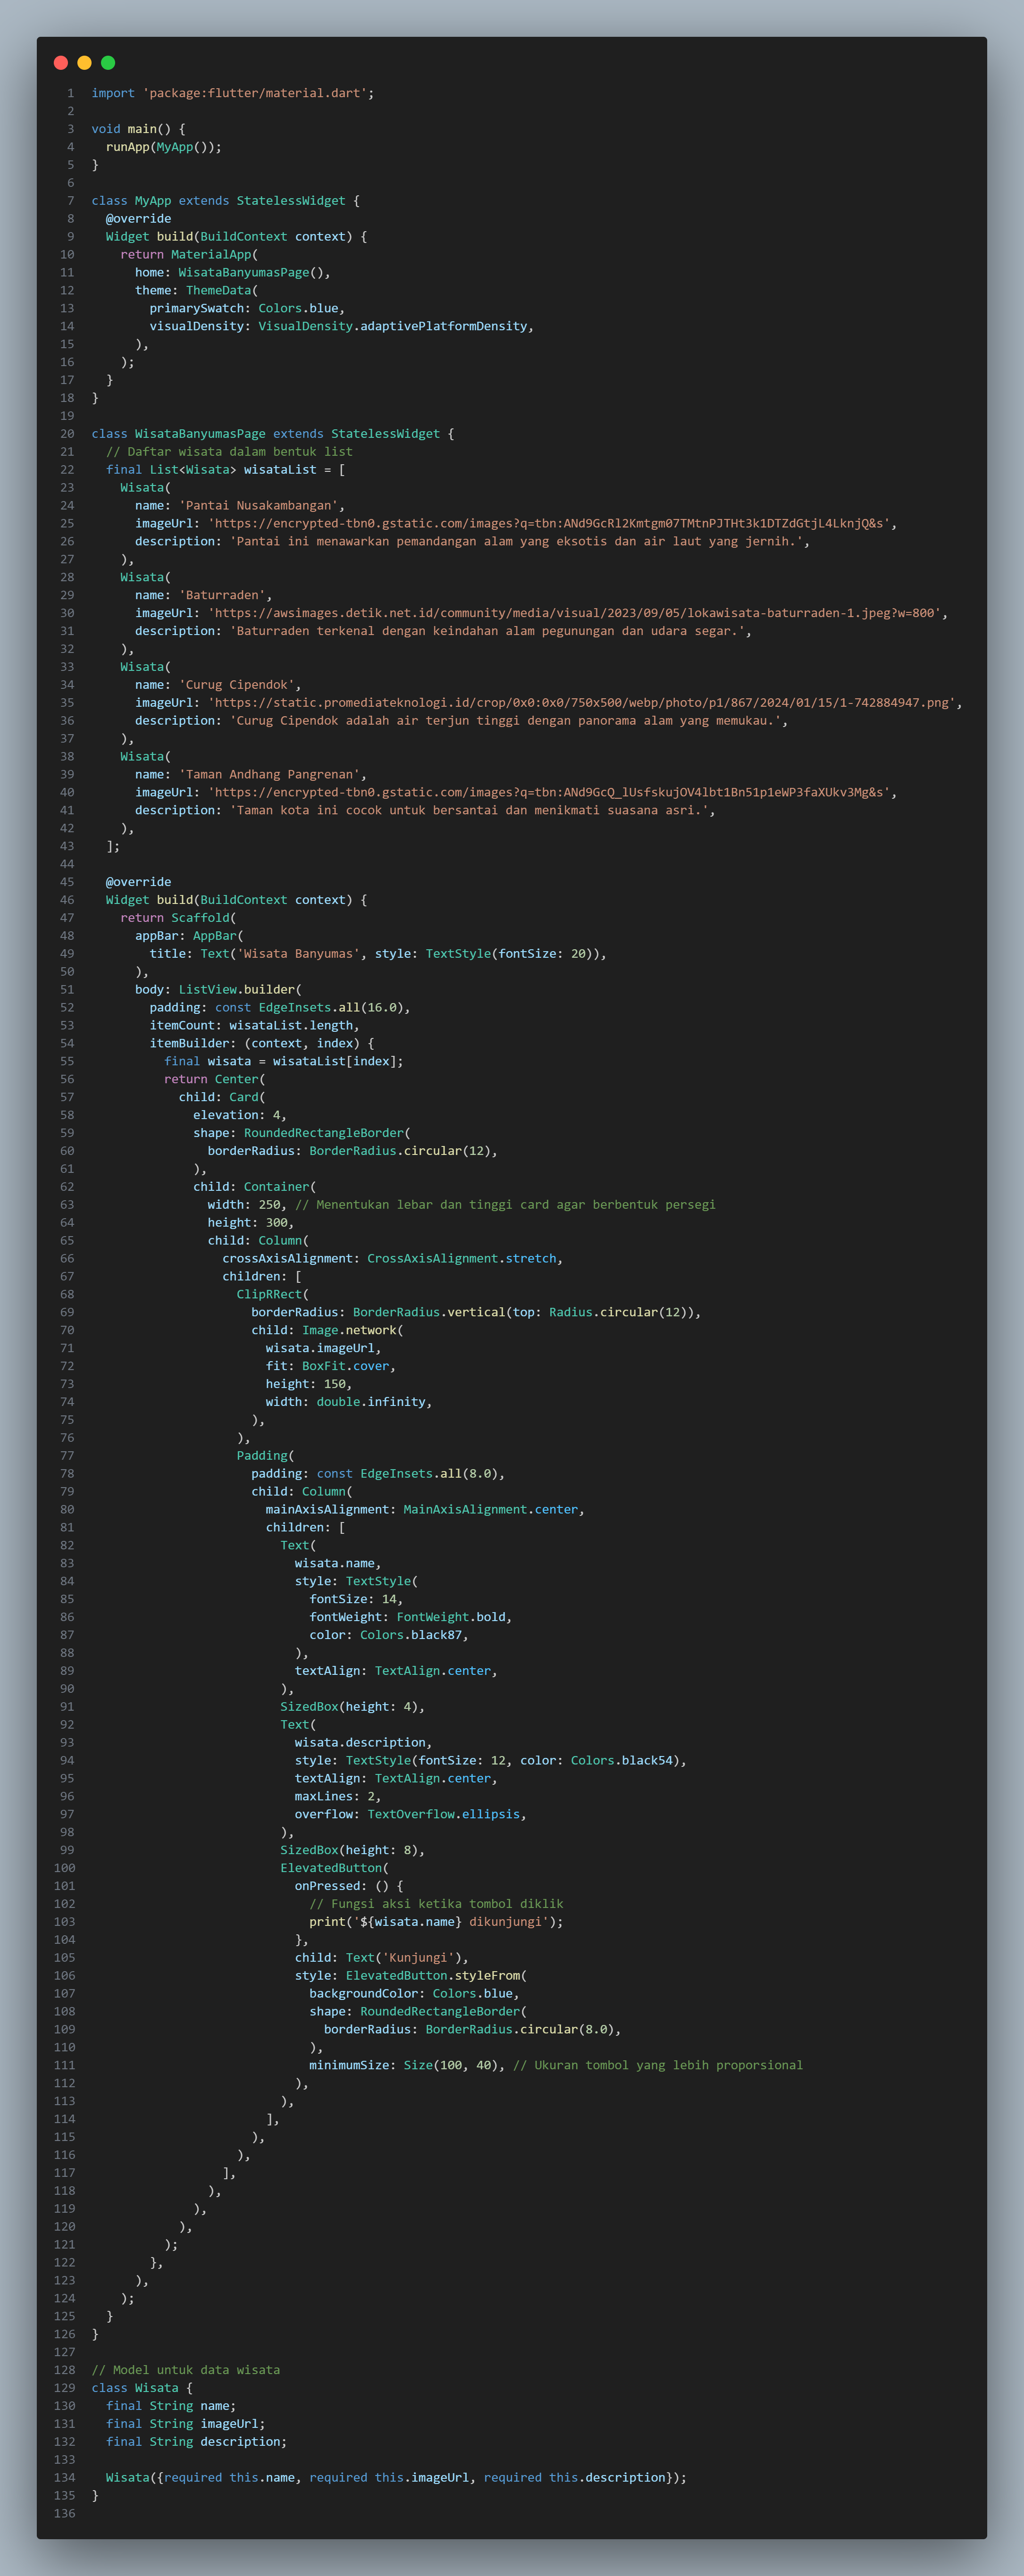 1 import 'package:flutter/material.dart';
2
3 void main() {
4   runApp(MyApp());
5 }
6
7 class MyApp extends StatelessWidget {
8   @override
9   Widget build(BuildContext context) {
10     return MaterialApp(
11       home: WisataBanyumasPage(),
12       theme: ThemeData(
13         primarySwatch: Colors.blue,
14         visualDensity: VisualDensity.adaptivePlatformDensity,
15       ),
16     );
17   }
18 }
19
20 class WisataBanyumasPage extends StatelessWidget {
21   // Daftar wisata dalam bentuk list
22   final List<Wisata> wisataList = [
23     Wisata(
24       name: 'Pantai Nusakambangan',
25       imageUrl: 'https://encrypted-tbn0.gstatic.com/images?q=tbn:ANd9GcRl2Kmtgm07TMtnPJTHt3k1DTZdGtjL4LknjQ&s',
26       description: 'Pantai ini menawarkan pemandangan alam yang eksotis dan air laut yang jernih.',
27     ),
28     Wisata(
29       name: 'Baturraden',
30       imageUrl: 'https://awsimages.detik.net.id/community/media/visual/2023/09/05/lokawisata-baturraden-1.jpeg?w=800',
31       description: 'Baturraden terkenal dengan keindahan alam pegunungan dan udara segar.',
32     ),
33     Wisata(
34       name: 'Curug Cipendok',
35       imageUrl: 'https://static.promediateknologi.id/crop/0x0:0x0/750x500/webp/photo/p1/867/2024/01/15/1-742884947.png',
36       description: 'Curug Cipendok adalah air terjun tinggi dengan panorama alam yang memukau.',
37     ),
38     Wisata(
39       name: 'Taman Andhang Pangrenan',
40       imageUrl: 'https://encrypted-tbn0.gstatic.com/images?q=tbn:ANd9GcQ_lUsfskujOV4lbt1Bn51p1eWP3faXUkv3Mg&s',
41       description: 'Taman kota ini cocok untuk bersantai dan menikmati suasana asri.',
42     ),
43   ];
44
45   @override
46   Widget build(BuildContext context) {
47     return Scaffold(
48       appBar: AppBar(
49         title: Text('Wisata Banyumas', style: TextStyle(fontSize: 20)),
50       ),
51       body: ListView.builder(
52         padding: const EdgeInsets.all(16.0),
53         itemCount: wisataList.length,
54         itemBuilder: (context, index) {
55           final wisata = wisataList[index];
56           return Center(
57             child: Card(
58               elevation: 4,
59               shape: RoundedRectangleBorder(
60                 borderRadius: BorderRadius.circular(12),
61               ),
62               child: Container(
63                 width: 250, // Menentukan lebar dan tinggi card agar berbentuk persegi
64                 height: 300,
65                 child: Column(
66                   crossAxisAlignment: CrossAxisAlignment.stretch,
67                   children: [
68                     ClipRRect(
69                       borderRadius: BorderRadius.vertical(top: Radius.circular(12)),
70                       child: Image.network(
71                         wisata.imageUrl,
72                         fit: BoxFit.cover,
73                         height: 150,
74                         width: double.infinity,
75                       ),
76                     ),
77                     Padding(
78                       padding: const EdgeInsets.all(8.0),
79                       child: Column(
80                         mainAxisAlignment: MainAxisAlignment.center,
81                         children: [
82                           Text(
83                             wisata.name,
84                             style: TextStyle(
85                               fontSize: 14,
86                               fontWeight: FontWeight.bold,
87                               color: Colors.black87,
88                             ),
89                             textAlign: TextAlign.center,
90                           ),
91                           SizedBox(height: 4),
92                           Text(
93                             wisata.description,
94                             style: TextStyle(fontSize: 12, color: Colors.black54),
95                             textAlign: TextAlign.center,
96                             maxLines: 2,
97                             overflow: TextOverflow.ellipsis,
98                           ),
99                           SizedBox(height: 8),
100                           ElevatedButton(
101                             onPressed: () {
102                               // Fungsi aksi ketika tombol diklik
103                               print('${wisata.name} dikunjungi');
104                             },
105                             child: Text('Kunjungi'),
106                             style: ElevatedButton.styleFrom(
107                               backgroundColor: Colors.blue,
108                               shape: RoundedRectangleBorder(
109                                 borderRadius: BorderRadius.circular(8.0),
110                               ),
111                               minimumSize: Size(100, 40), // Ukuran tombol yang lebih proporsional
112                             ),
113                           ),
114                         ],
115                       ),
116                     ),
117                   ],
118                 ),
119               ),
120             ),
121           );
122         },
123       ),
124     );
125   }
126 }
127
128 // Model untuk data wisata
129 class Wisata {
130   final String name;
131   final String imageUrl;
132   final String description;
133
134   Wisata({required this.name, required this.imageUrl, required this.description});
135 }
136